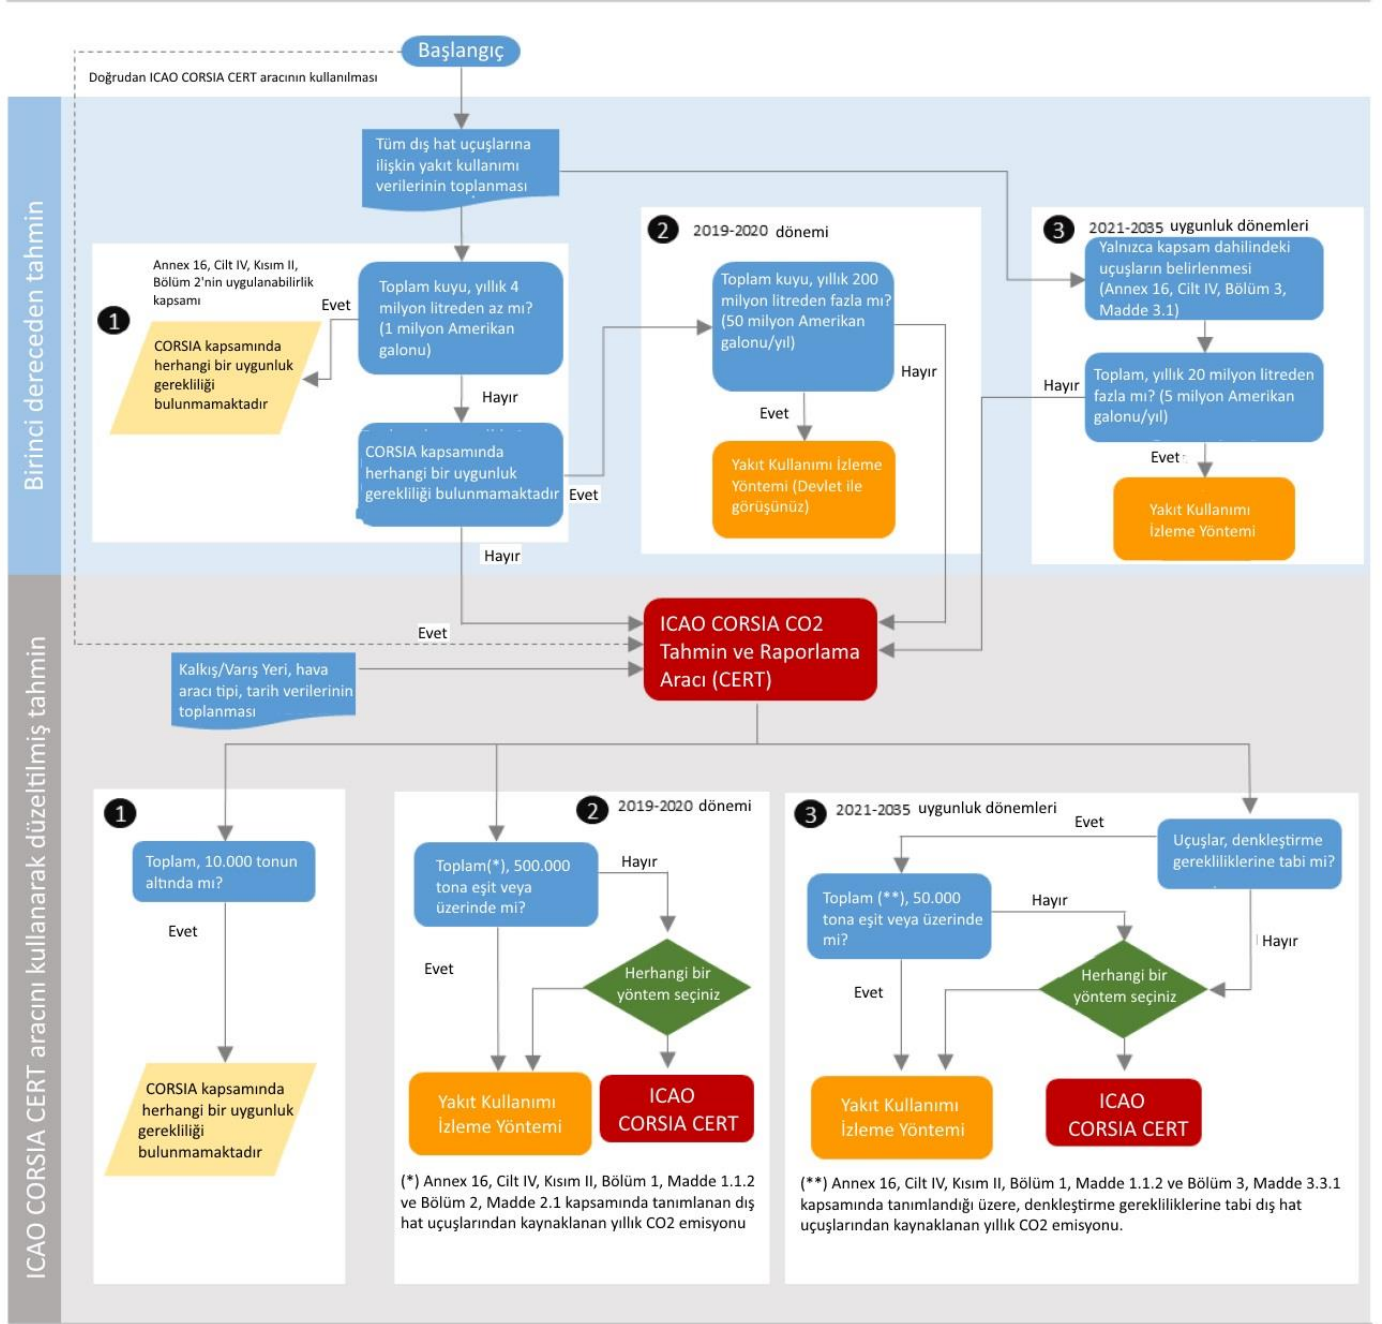 Başlangıç
Doğrudan ICAO CORSIA CERT aracının kullanılması
Birinci dereceden tahmin
Tüm dış hat uçuşlarına
ilişkin yakıt kullanımı
verilerinin toplanması
1
Annex 16, Cilt IV, Kısım II,
Bölüm 2'nin uygulanabilirlik
kapsamı
Evet
CORSIA kapsamında
herhangi bir uygunluk
gerekliliği
bulunmamaktadır
Toplam kuyu, yıllık 4
milyon litreden az mı?
(1 milyon Amerikan
galonu)
Hayır
CORSIA kapsamında
herhangi bir uygunluk
gerekliliği bulunmamaktadır
Evet
Hayır
2
2019-2020 dönemi
Toplam kuyu, yıllık 200
milyon litreden fazla mı?
(50 milyon Amerikan
galonu/yıl)
Hayır
Evet
Yakıt Kullanımı İzleme
Yöntemi (Devlet ile
görüşünüz)
3
2021-2035 uygunluk dönemleri
Yalnızca kapsam dahilindeki
uçuşların belirlenmesi
(Annex 16, Cilt IV, Bölüm 3,
Madde 3.1)
Hayır
Toplam, yıllık 20 milyon litreden
fazla mı? (5 milyon Amerikan
galonu/yıl)
Evet
Yakıt Kullanımı
İzleme Yöntemi
ICAO CORSIA CERT aracını kullanarak düzeltilmiş tahmin
Evet
ICAO CORSIA CO2
Tahmin ve Raporlama
Aracı (CERT)
Kalkış/Varış Yeri, hava
aracı tipi, tarih verilerinin
toplanması
1
Toplam, 10.000 tonun
altında mı?
Evet
CORSIA kapsamında
herhangi bir uygunluk
gerekliliği
bulunmamaktadır
2
2019-2020 dönemi
Toplam(*), 500.000
tona eşit veya
üzerinde mi?
Hayır
Evet
Herhangi bir
yöntem seçiniz
Yakıt Kullanımı
İzleme Yöntemi
ICAO
CORSIA CERT
(*) Annex 16, Cilt IV, Kısım II, Bölüm 1, Madde 1.1.2
ve Bölüm 2, Madde 2.1 kapsamında tanımlanan dış
hat uçuşlarından kaynaklanan yıllık CO2 emisyonu
3
2021-2035 uygunluk dönemleri
Evet
Uçuşlar, denkleştirme
gerekliliklerine tabi mi?
Toplam (**), 50.000
tona eşit veya üzerinde
mi?
Hayır
Hayır
Evet
Herhangi bir
yöntem seçiniz
Yakıt Kullanımı
İzleme Yöntemi
ICAO
CORSIA CERT
(**) Annex 16, Cilt IV, Kısım II, Bölüm 1, Madde 1.1.2 ve Bölüm 3, Madde 3.3.1
kapsamında tanımlandığı üzere, denkleştirme gerekliliklerine tabi dış hat
uçuşlarından kaynaklanan yıllık CO2 emisyonu.